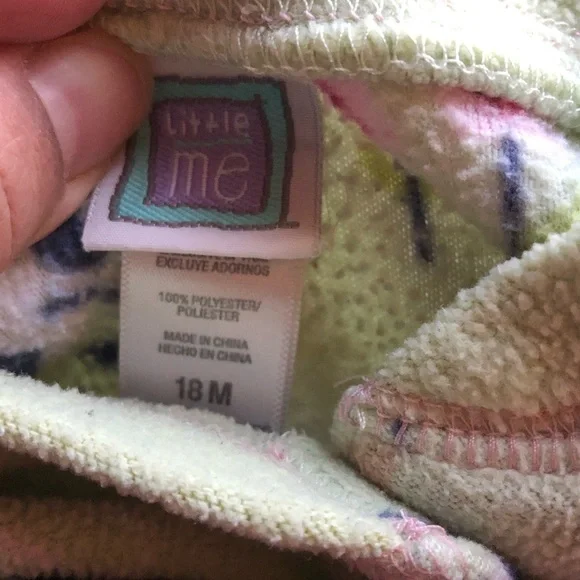 Little
me
EXCLUYE ADORNOS
100% POLYESTER/
POLIESTER
MADE IN CHINA
HECHO EN CHINA
18 M